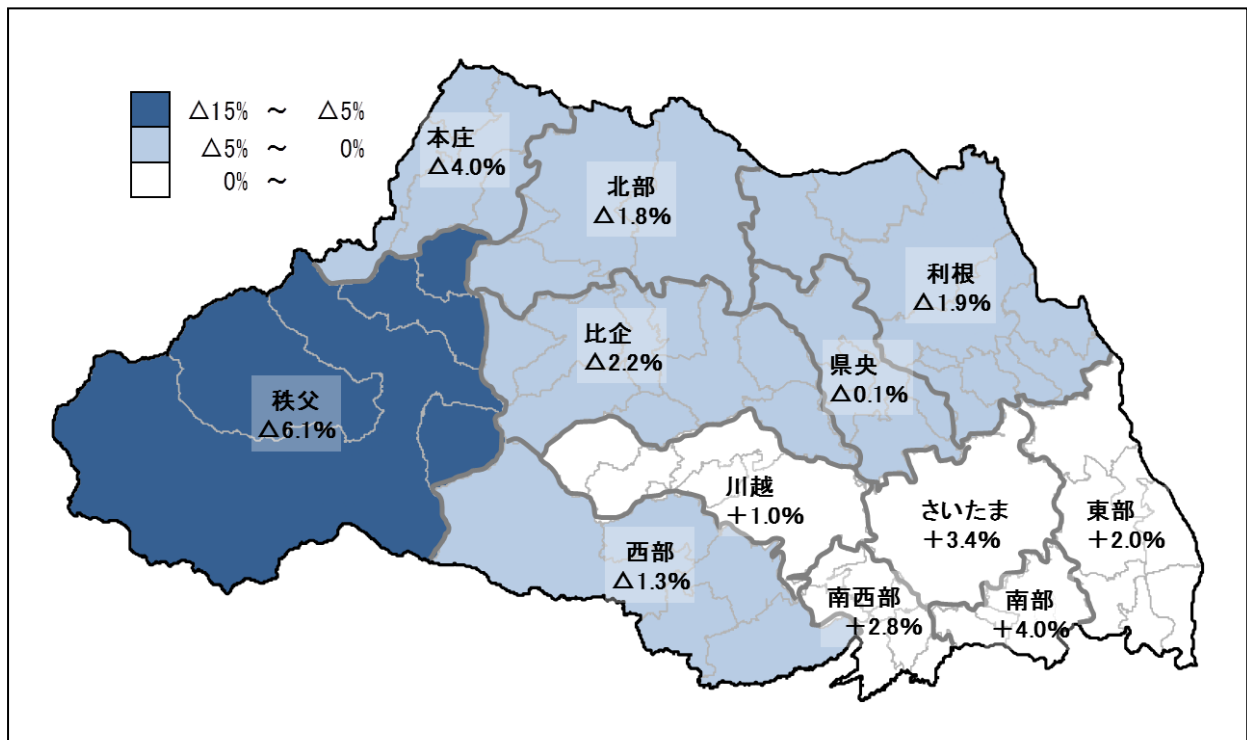 △15% ～ △5%
△5% ～ 0%
0% ～
本庄
△4.0%
北部
△1.8%
利根
△1.9%
比企
△2.2%
県央
△0.1%
秩父
△6.1%
川越
＋1.0%
さいたま
＋3.4%
東部
＋2.0%
西部
△1.3%
南西部
＋2.8%
南部
＋4.0%